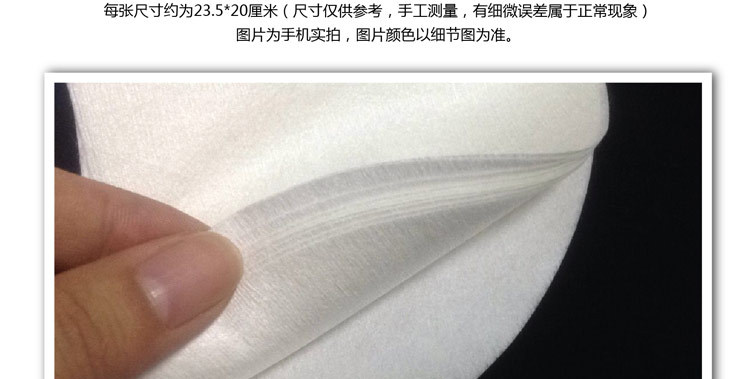 每张尺寸约为23.5*20厘米（尺寸仅供参考，手工测量，有细微误差属于正常现象）
图片为手机实拍，图片颜色以细节图为准。